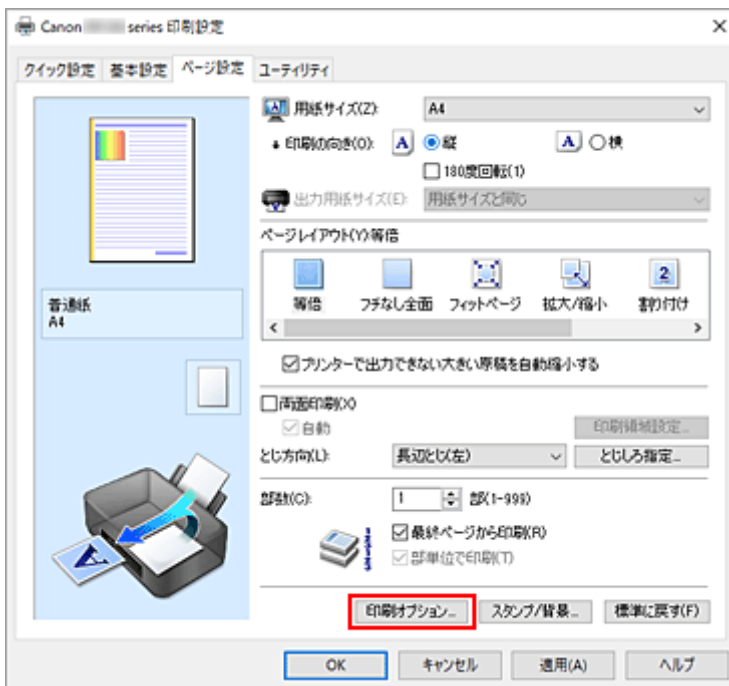 Canon series 印刷設定
クイック設定 基本設定 ページ設定 ユーティリティ
用紙サイズ(Z): A4
印刷の向き(O): A 縦 A 横
180度回転(1)
出力用紙サイズ(E): 用紙サイズと同じ
ページレイアウト(Y):等倍
等倍 フチなし全面 フィットページ 拡大/縮小 2 割り付け
普通紙
A4
プリンターで出力できない大きい原稿を自動縮小する
両面印刷(X)
自動 印刷領域設定...
とじ方向(L): 長辺とじ(左) とじしろ指定...
部数(C): 1 部(1-999)
最終ページから印刷(R)
部単位で印刷(T)
印刷オプション... スタンプ/背景... 標準に戻す(F)
OK キャンセル 適用(A) ヘルプ